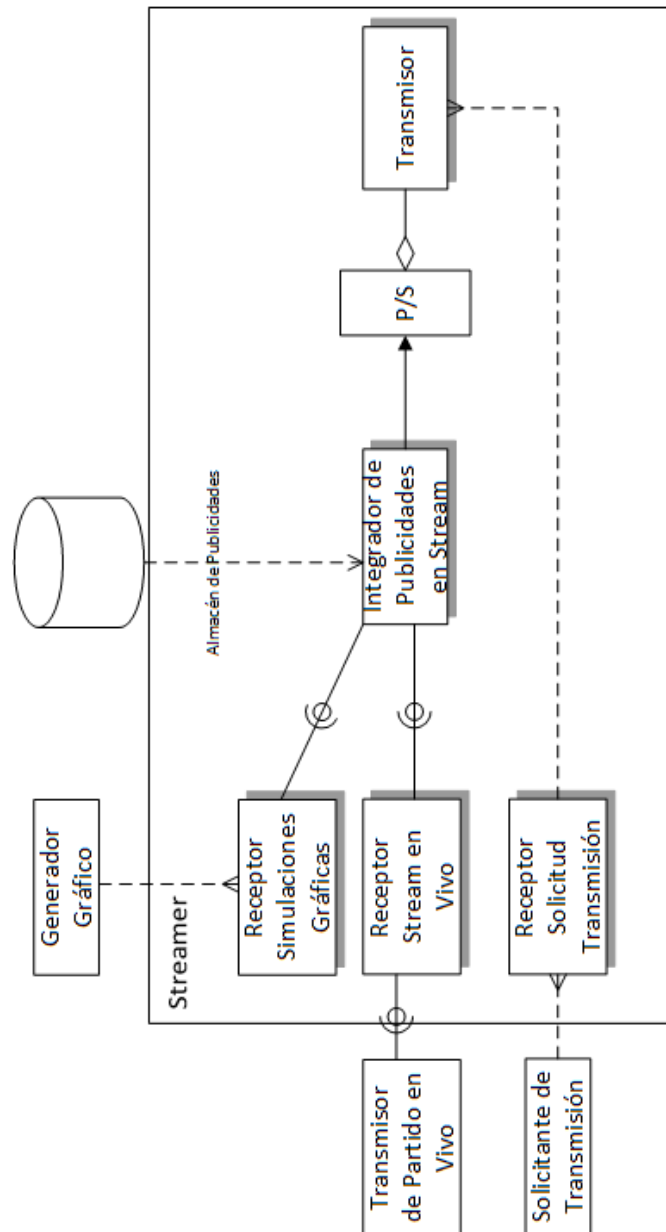 Generador
Gráfico
Almacén de Publicidades
Streamer
Receptor
Simulaciones
Gráficas
Transmisor
de Partido en
Vivo
Receptor
Stream en
Vivo
Integrador de
Publicidades
en Stream
P/S
Transmisor
Solicitante de
Transmisión
Receptor
Solicitud
Transmisión